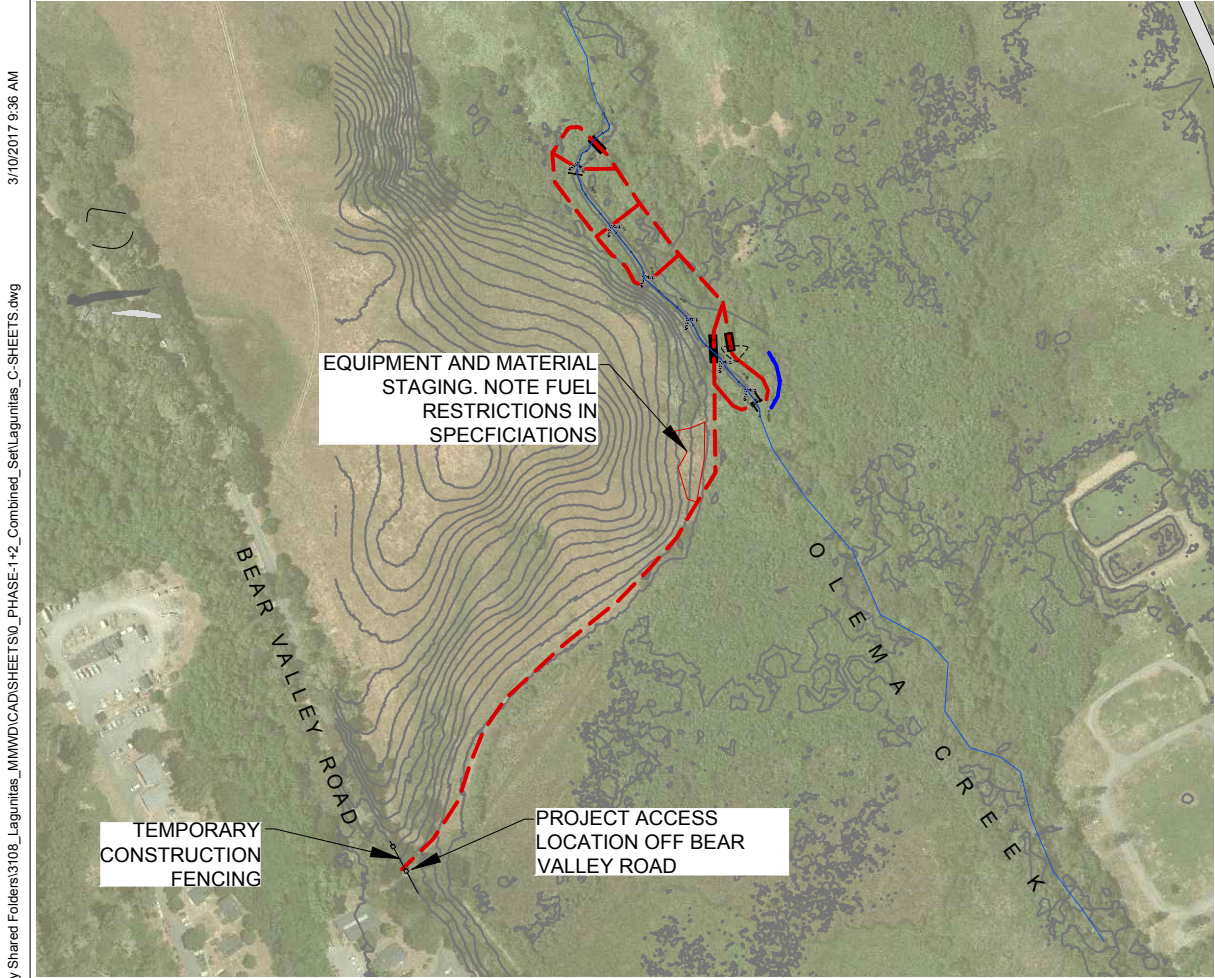 3/10/2017 9:36 AM
y Shared Folders\3108_Lagunitas_MMWD\CAD\SHEETS\0_PHASE-1+2_Combined_Set\Lagunitas_C-SHEETS.dwg
EQUIPMENT AND MATERIAL
STAGING. NOTE FUEL
RESTRICTIONS IN
SPECFICIATIONS
BEAR VALLEY ROAD
OLEMA CREEK
TEMPORARY
CONSTRUCTION
FENCING
PROJECT ACCESS
LOCATION OFF BEAR
VALLEY ROAD